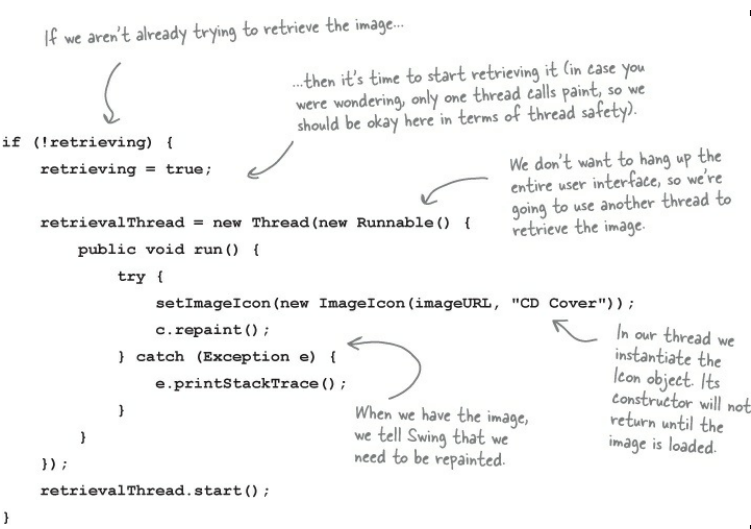 If we aren't already trying to retrieve the image...
...then it's time to start retrieving it (in case you
were wondering, only one thread calls paint, so we
should be okay here in terms of thread safety).
if (!retrieving) {
retrieving = true;
We don't want to hang up the
entire user interface, so we're
going to use another thread to
retrieve the image.
retrievalThread = new Thread(new Runnable() {
public void run() {
try {
setImageIcon(new ImageIcon(imageURL, "CD Cover"));
c.repaint();
} catch (Exception e) {
e.printStackTrace();
}
}
});
retrievalThread.start();
}
In our thread we
instantiate the
Icon object. Its
constructor will not
return until the
image is loaded.
When we have the image,
we tell Swing that we
need to be repainted.